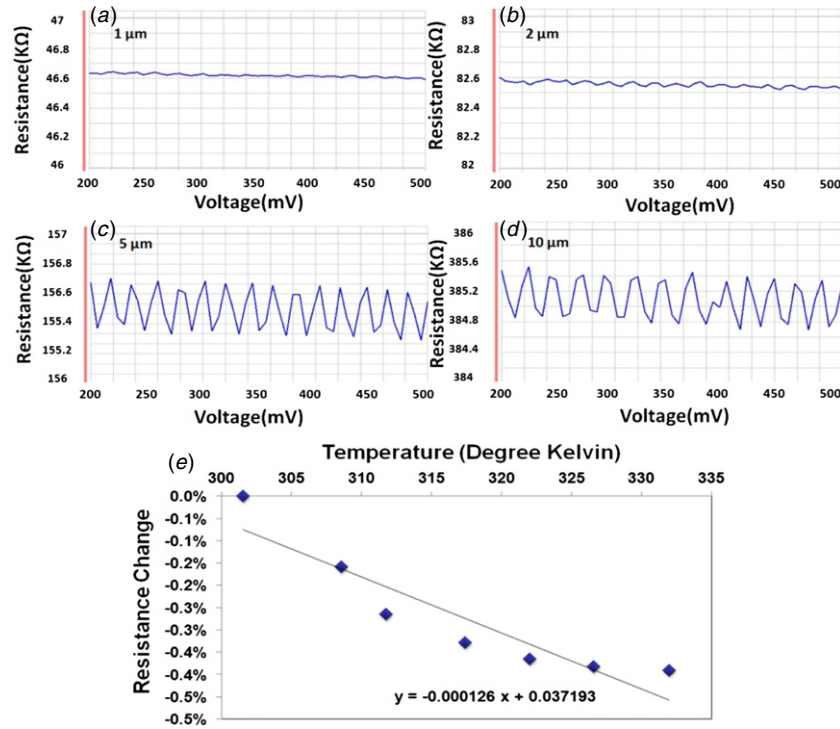 (a)
1 μm
Resistance(KΩ)
47
46.8
46.6
46.4
46.2
46
200 250 300 350 400 450 500
Voltage(mV)
(b)
2 μm
Resistance(KΩ)
83
82.8
82.6
82.4
82.2
82
200 250 300 350 400 450 500
Voltage(mV)
(c)
5 μm
Resistance(KΩ)
157
156.8
156.6
155.4
155.2
156
200 250 300 350 400 450 500
Voltage(mV)
(d)
10 μm
Resistance(KΩ)
386
385.6
385.2
384.8
384.4
384
200 250 300 350 400 450 500
Voltage(mV)
(e)
Temperature (Degree Kelvin)
300 305 310 315 320 325 330 335
Resistance Change
0.0%
-0.1%
-0.1%
-0.2%
-0.2%
-0.3%
-0.3%
-0.4%
-0.4%
-0.5%
-0.5%
y = -0.000126 x + 0.037193